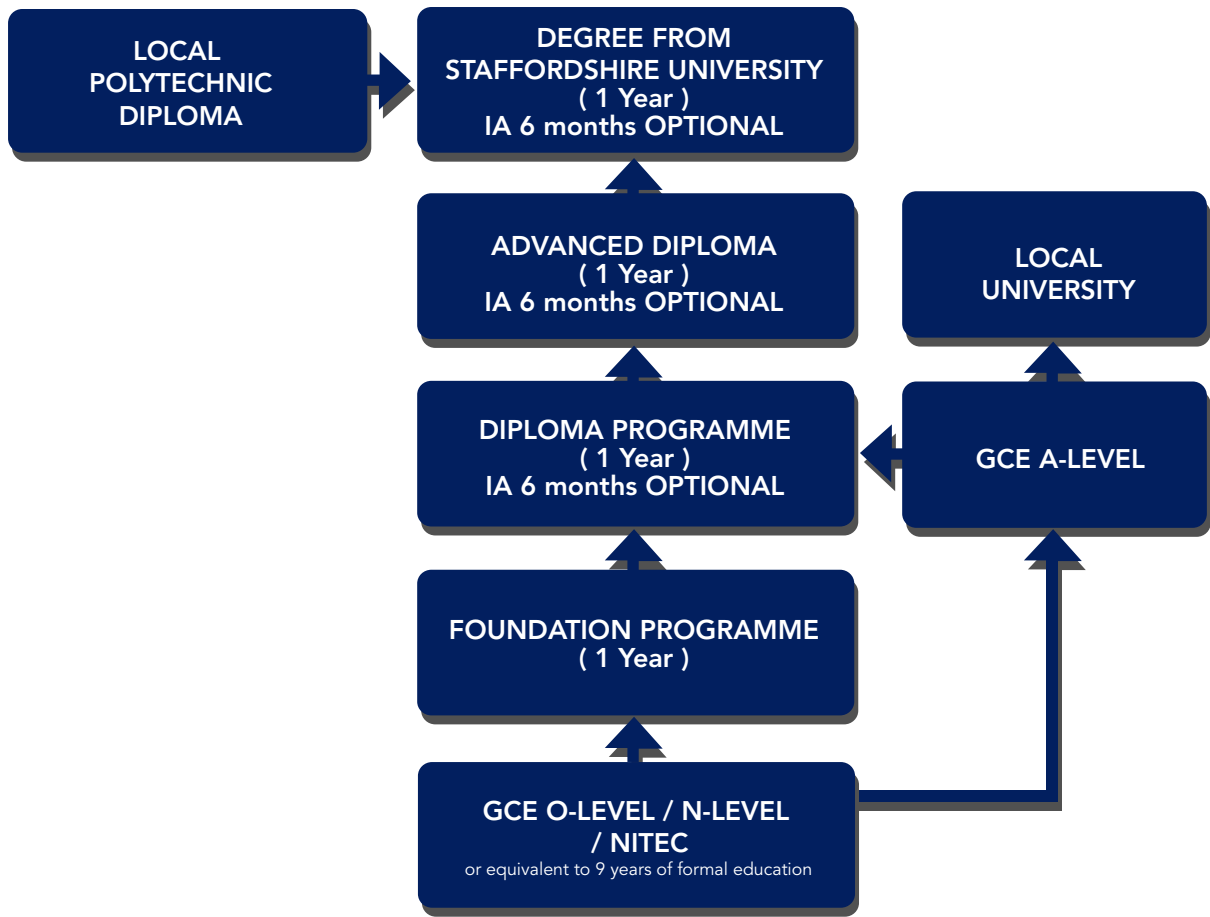 LOCAL
POLYTECHNIC
DIPLOMA
DEGREE FROM
STAFFORDSHIRE UNIVERSITY
( 1 Year )
IA 6 months OPTIONAL
ADVANCED DIPLOMA
( 1 Year )
IA 6 months OPTIONAL
LOCAL
UNIVERSITY
DIPLOMA PROGRAMME
( 1 Year )
IA 6 months OPTIONAL
GCE A-LEVEL
FOUNDATION PROGRAMME
( 1 Year )
GCE O-LEVEL / N-LEVEL
/ NITEC
or equivalent to 9 years of formal education